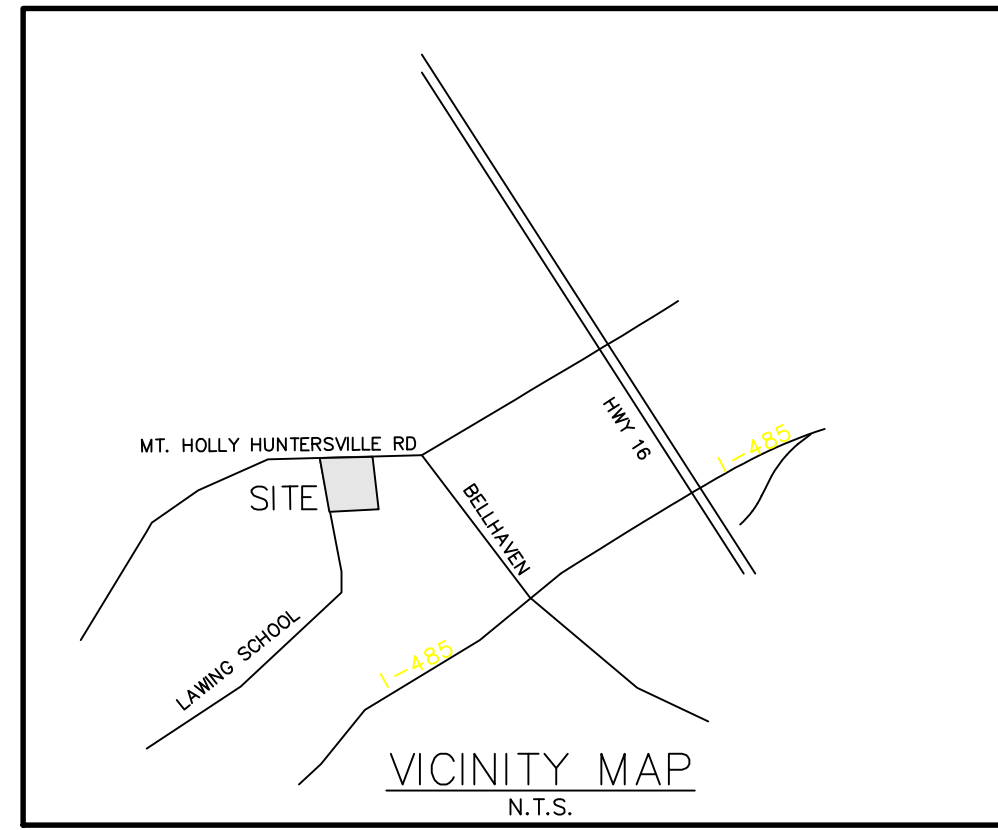 HWY 16
I-485
MT. HOLLY HUNTERSVILLE RD
SITE
BELLHAVEN
LAWING SCHOOL
I-485
VICINITY MAP
N.T.S.